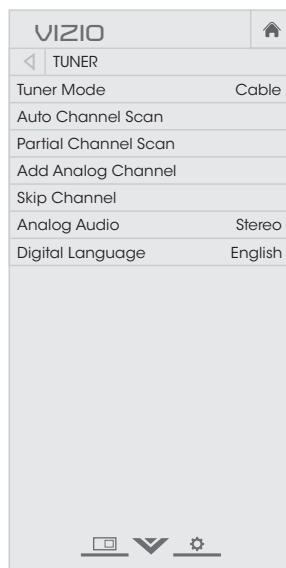 VIZIO
TUNER
Tuner Mode Cable
Auto Channel Scan
Partial Channel Scan
Add Analog Channel
Skip Channel
Analog Audio Stereo
Digital Language English